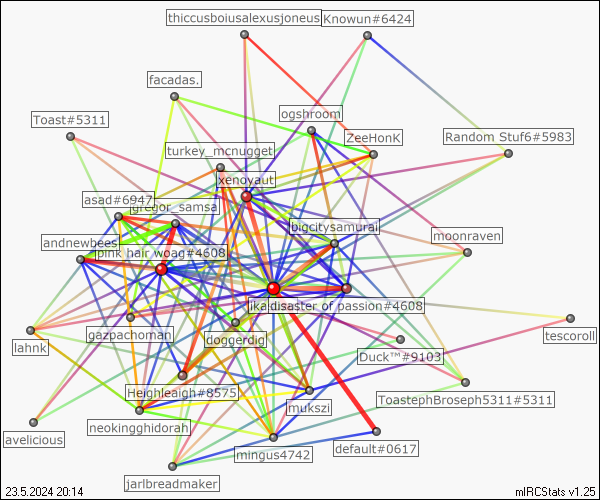 thiccusboiusalexusjoneus
Knowun#6424
facadas.
ogshroom
Toast#5311
ZeeHonK
Random Stuf6#5983
turkey_mcnugget
xenoyaut
asad#6947
gregor_samsa
bigcitysamurai
moonraven
andnewbees
pink hair woag#4608
jka
disaster of passion#4608
gazpachoman
doggerdig
tescoroll
lahnk
Duck™#9103
Heighleigh#8575
mukszi
ToastephBroseph5311#5311
neokingghidorah
avelicious
mingus4742
default#0617
jarlbreadmaker
23.5.2024 20:14
mIRCStats v1.25